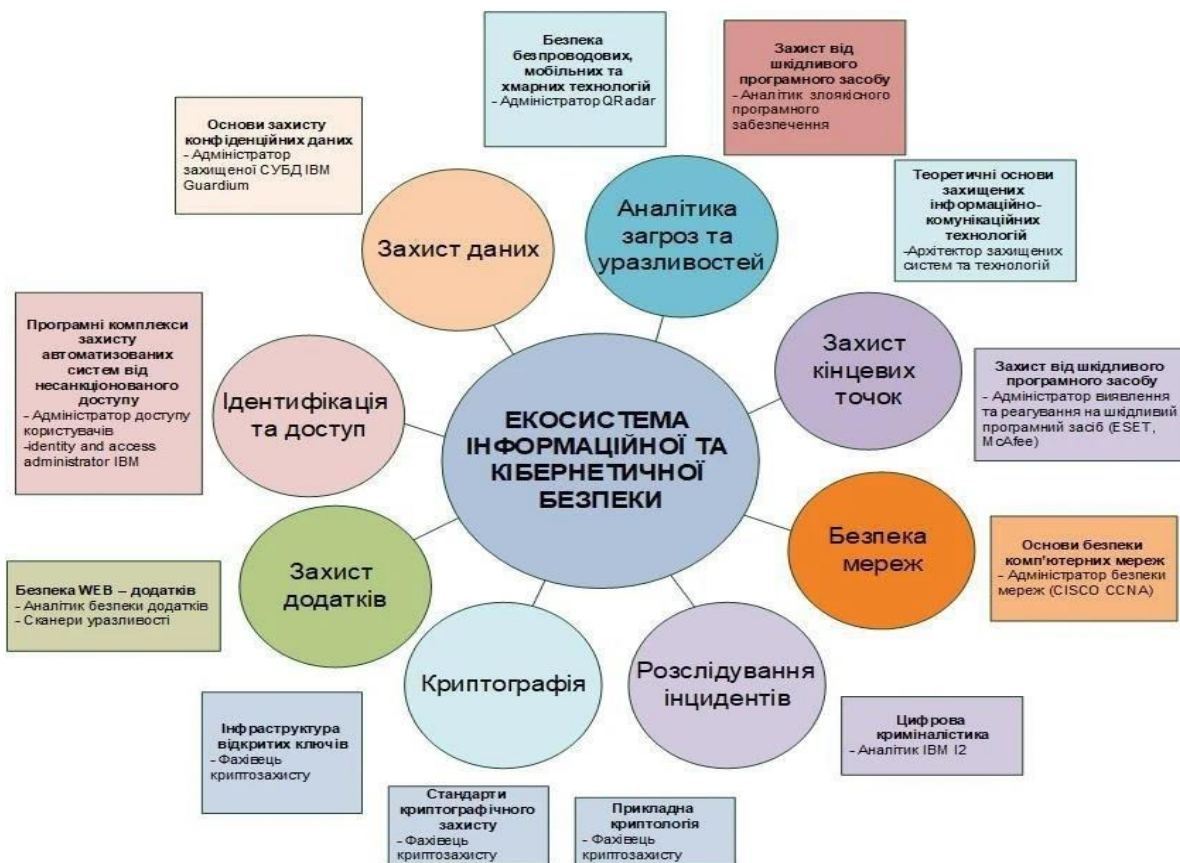 Безпека
безпроводових,
мобільних та
хмарних технологій
- Адміністратор QRadar
Захист від
шкідливого
програмного засобу
- Аналітик злоякісного
програмного
забезпечення
Основи захисту
конфіденційних даних
- Адміністратор
захищеної СУБД IBM
Guardium
Теоретичні основи
захищених
інформаційно-
комунікаційних
технологій
-Архітектор захищених
систем та технологій
Захист даних
Аналітика
загроз та
уразливостей
Програмні комплекси
захисту
автоматизованих
систем від
несанкціонованого
доступу
- Адміністратор доступу
користувачів
-identity and access
administrator IBM
Ідентифікація
та доступ
ЕКОСИСТЕМА
ІНФОРМАЦІЙНОЇ ТА
КІБЕРНЕТИЧНОЇ
БЕЗПЕКИ
Захист
кінцевих
точок
Захист від шкідливого
програмного засобу
- Адміністратор виявлення
та реагування на шкідливий
програмний засіб (ESET,
McAfee)
Безпека WEB – додатків
- Аналітик безпеки додатків
- Сканери уразливості
Захист
додатків
Безпека
мереж
Основи безпеки
комп'ютерних мереж
- Адміністратор безпеки
мереж (CISCO CCNA)
Криптографія
Розслідування
інцидентів
Інфраструктура
відкритих ключів
- Фахівець
криптозахисту
Цифрова
криміналістика
- Аналітик IBM I2
Стандарти
криптографічного
захисту
- Фахівець
криптозахисту
Прикладна
криптологія
- Фахівець
криптозахисту